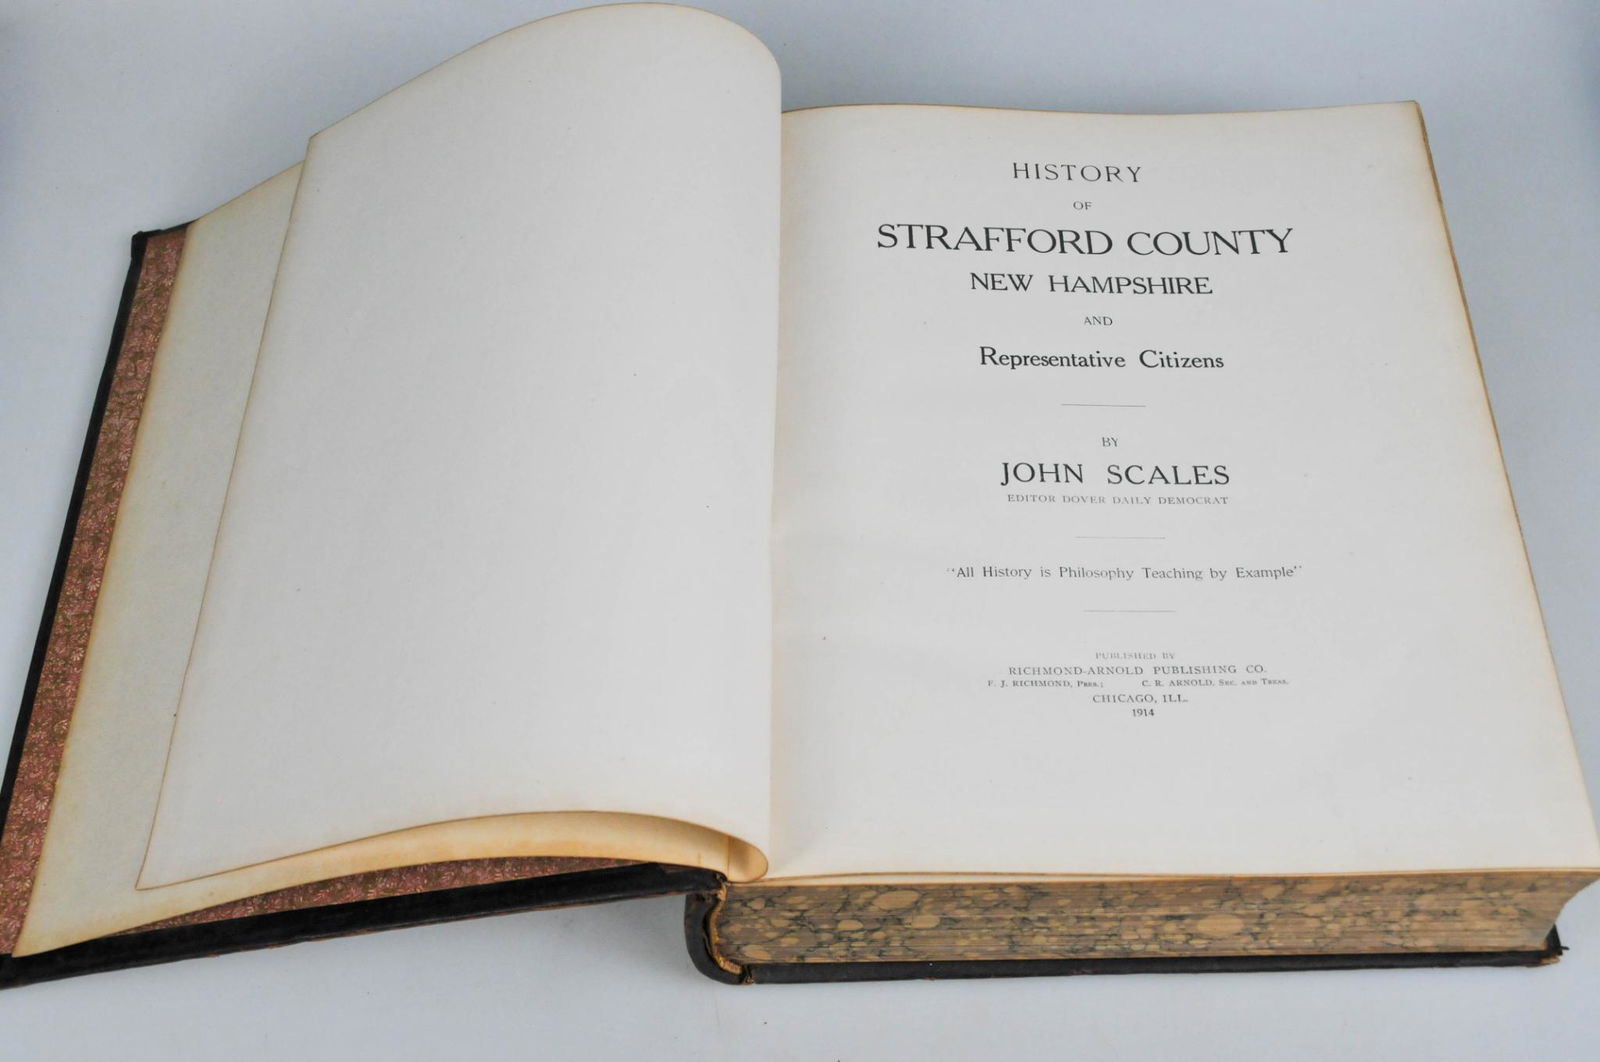 HISTORY
OF
STRAFFORD COUNTY
NEW HAMPSHIRE
AND
Representative Citizens
BY
JOHN SCALES
EDITOR DOVER DAILY DEMOCRAT
"All History is Philosophy Teaching by Example"
PUBLISHED BY
RICHMOND-ARNOLD PUBLISHING CO.
F. J. RICHMOND, Pres.; C. R. ARNOLD, Sec. and Treas.
CHICAGO, ILL.
1914